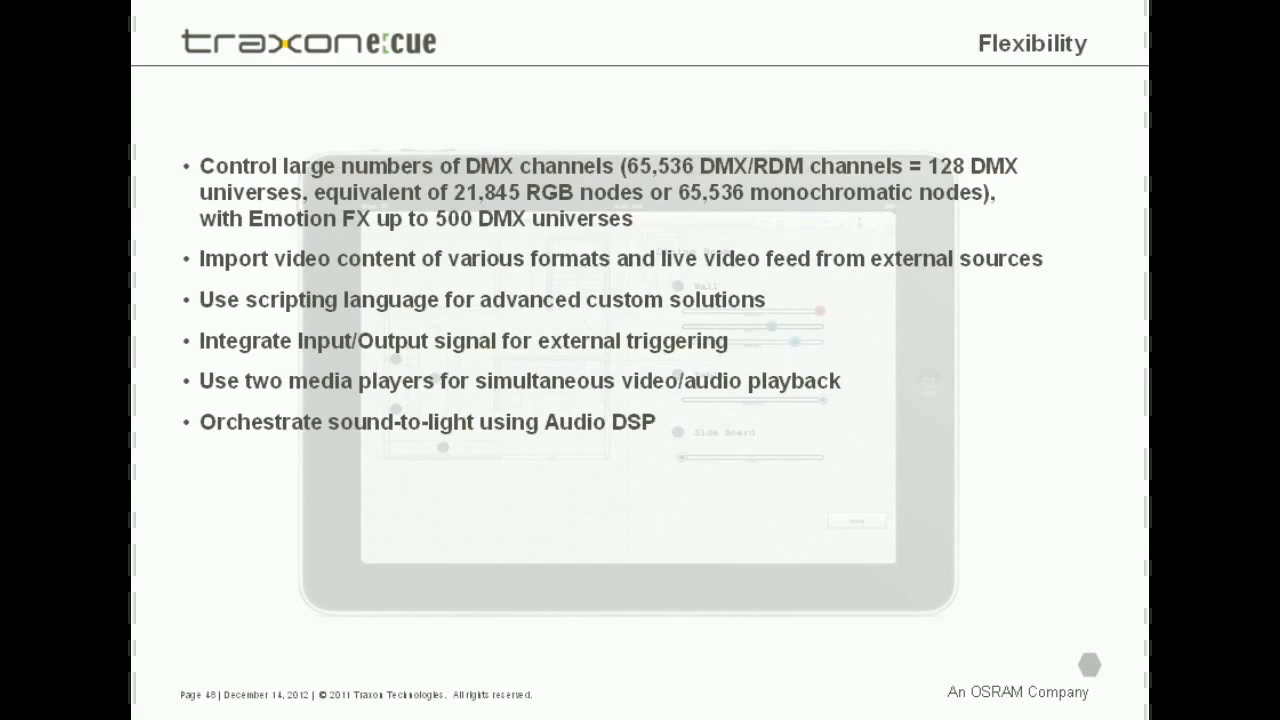 traxon e:cue
Flexibility
• Control large numbers of DMX channels (65,536 DMX/RDM channels = 128 DMX
universes, equivalent of 21,845 RGB nodes or 65,536 monochromatic nodes),
with Emotion FX up to 500 DMX universes
• Import video content of various formats and live video feed from external sources
Wall
• Use scripting language for advanced custom solutions
• Integrate Input/Output signal for external triggering
• Use two media players for simultaneous video/audio playback
• Orchestrate sound-to-light using Audio DSP
Side Board
Page 48 | December 14, 2012 | © 2011 Traxon Technologies. All rights reserved.
An OSRAM Company